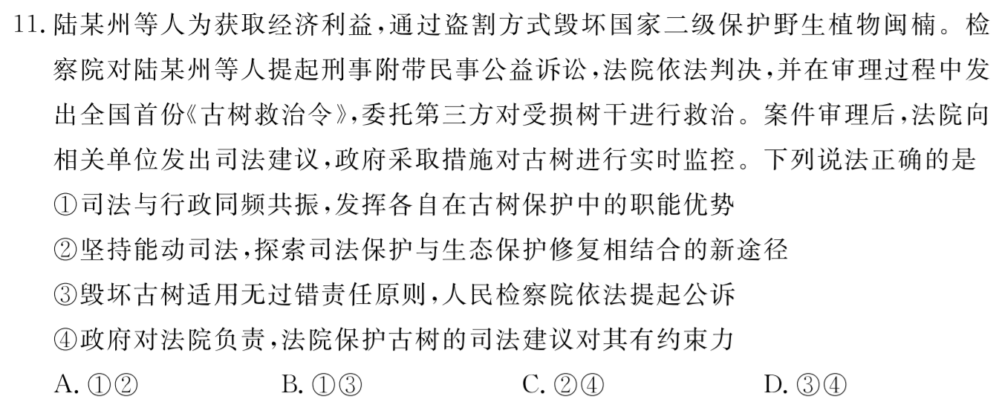 11. 陆某州等人为获取经济利益,通过盗割方式毁坏国家二级保护野生植物闽楠。检
察院对陆某州等人提起刑事附带民事公益诉讼,法院依法判决,并在审理过程中发
出全国首份《古树救治令》,委托第三方对受损树干进行救治。案件审理后,法院向
相关单位发出司法建议,政府采取措施对古树进行实时监控。下列说法正确的是
①司法与行政同频共振,发挥各自在古树保护中的职能优势
②坚持能动司法,探索司法保护与生态保护修复相结合的新途径
③毁坏古树适用无过错责任原则,人民检察院依法提起公诉
④政府对法院负责,法院保护古树的司法建议对其有约束力
A. ①② B. ①③ C. ②④ D. ③④